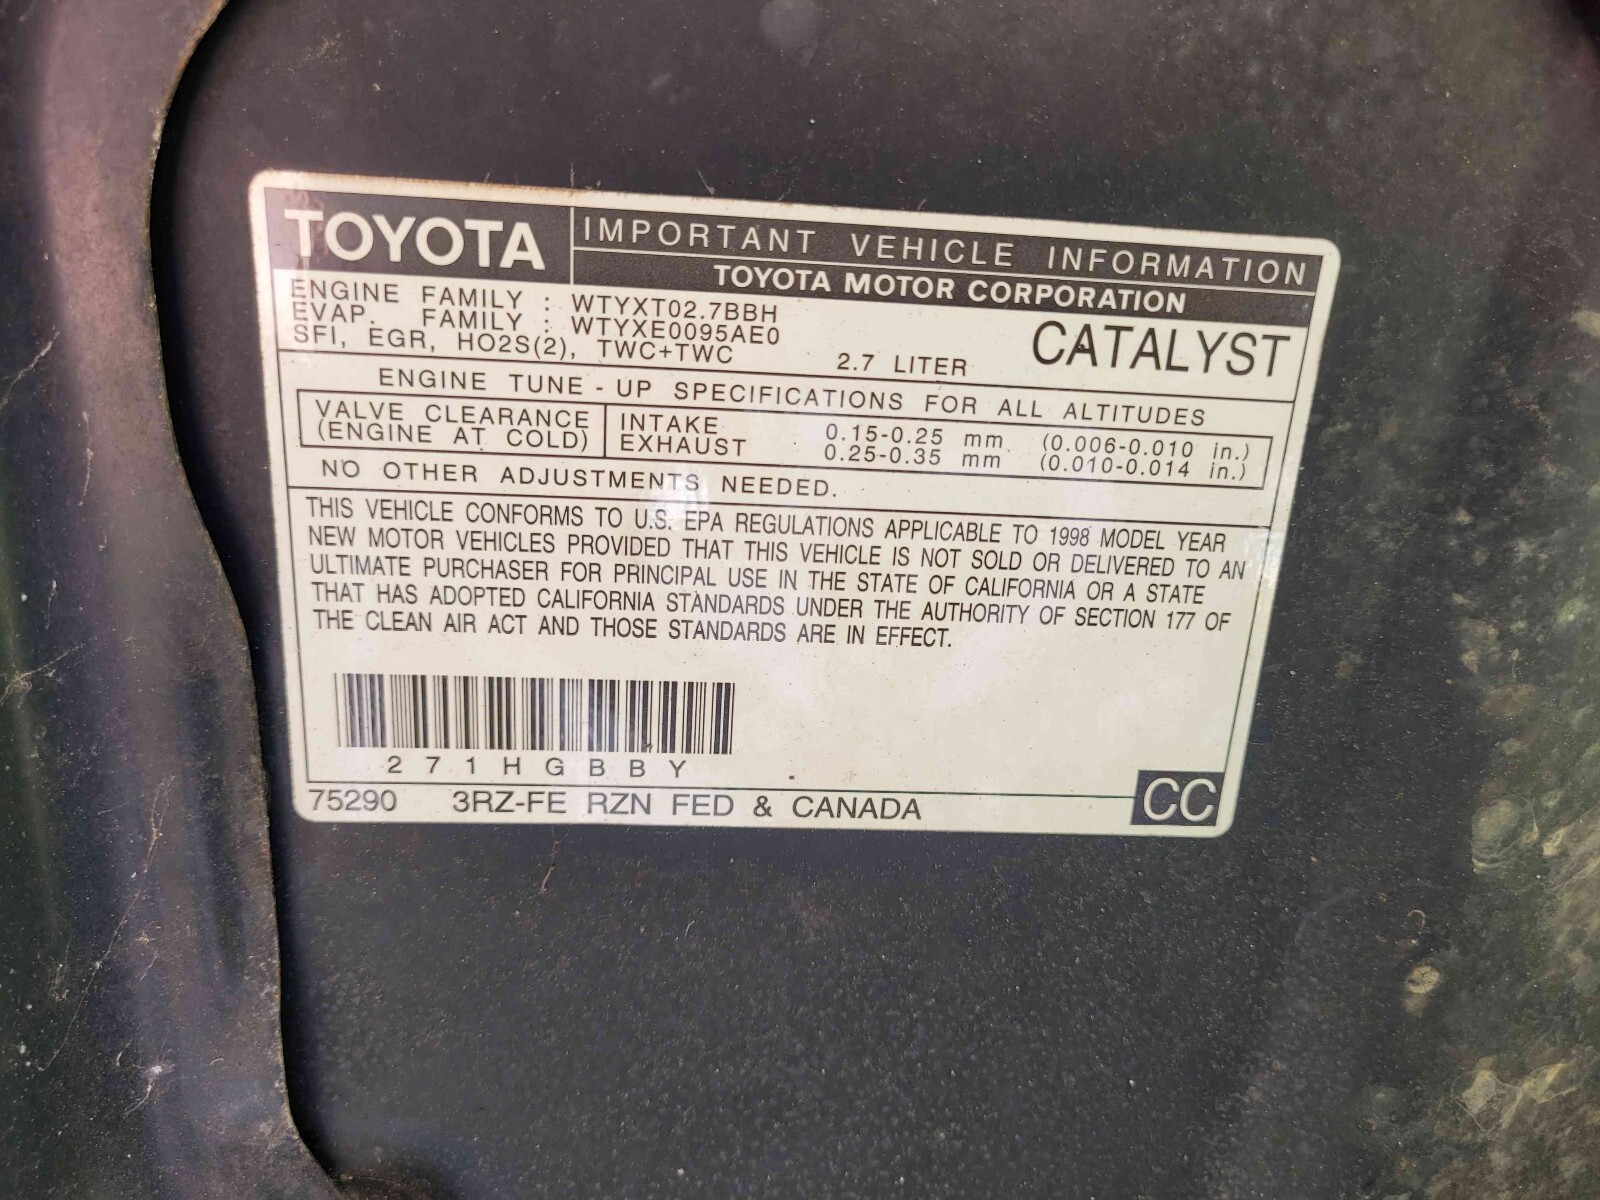 TOYOTA
IMPORTANT VEHICLE INFORMATION
TOYOTA MOTOR CORPORATION
ENGINE FAMILY : WTYXT02.7BBH
EVAP. FAMILY : WTYXE0095AE0
SFI, EGR, HO2S(2), TWC+TWC 2.7 LITER CATALYST
ENGINE TUNE-UP SPECIFICATIONS FOR ALL ALTITUDES
VALVE CLEARANCE INTAKE 0.15-0.25 mm (0.006-0.010 in.)
(ENGINE AT COLD) EXHAUST 0.25-0.35 mm (0.010-0.014 in.)
NO OTHER ADJUSTMENTS NEEDED.
THIS VEHICLE CONFORMS TO U.S. EPA REGULATIONS APPLICABLE TO 1998 MODEL YEAR
NEW MOTOR VEHICLES PROVIDED THAT THIS VEHICLE IS NOT SOLD OR DELIVERED TO AN
ULTIMATE PURCHASER FOR PRINCIPAL USE IN THE STATE OF CALIFORNIA OR A STATE
THAT HAS ADOPTED CALIFORNIA STANDARDS UNDER THE AUTHORITY OF SECTION 177 OF
THE CLEAN AIR ACT AND THOSE STANDARDS ARE IN EFFECT.
271HGBBY
75290 3RZ-FE RZN FED & CANADA CC